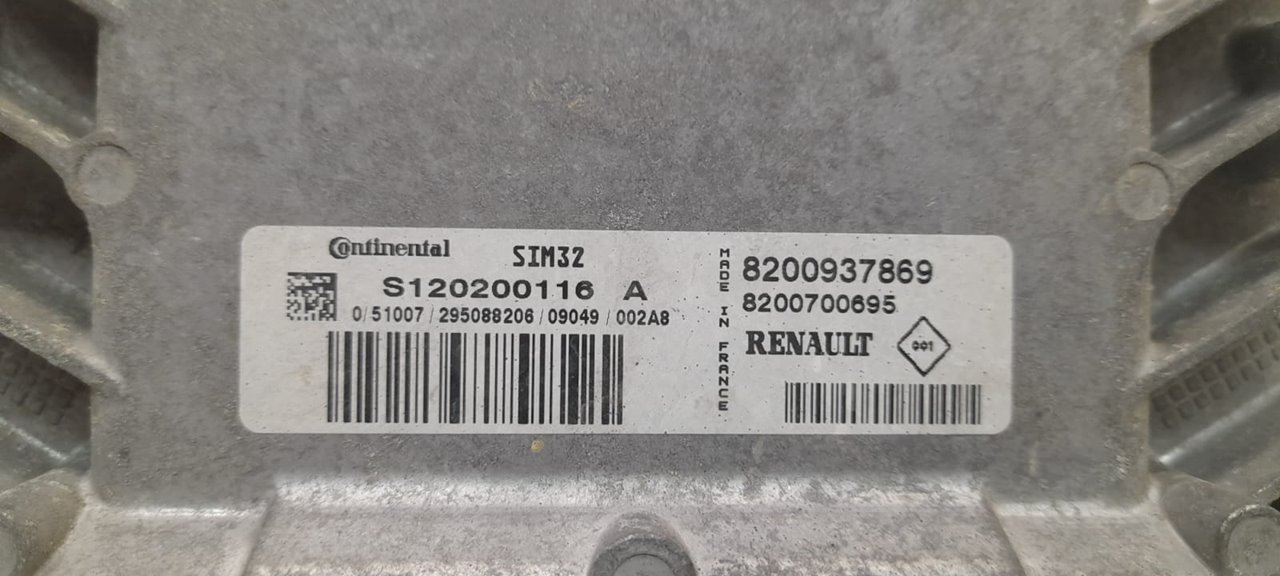 Continental SIM32
S120200116 A
0/51007/295088206/09049/002A8
MADE IN FRANCE
8200937869
8200700695
RENAULT 001